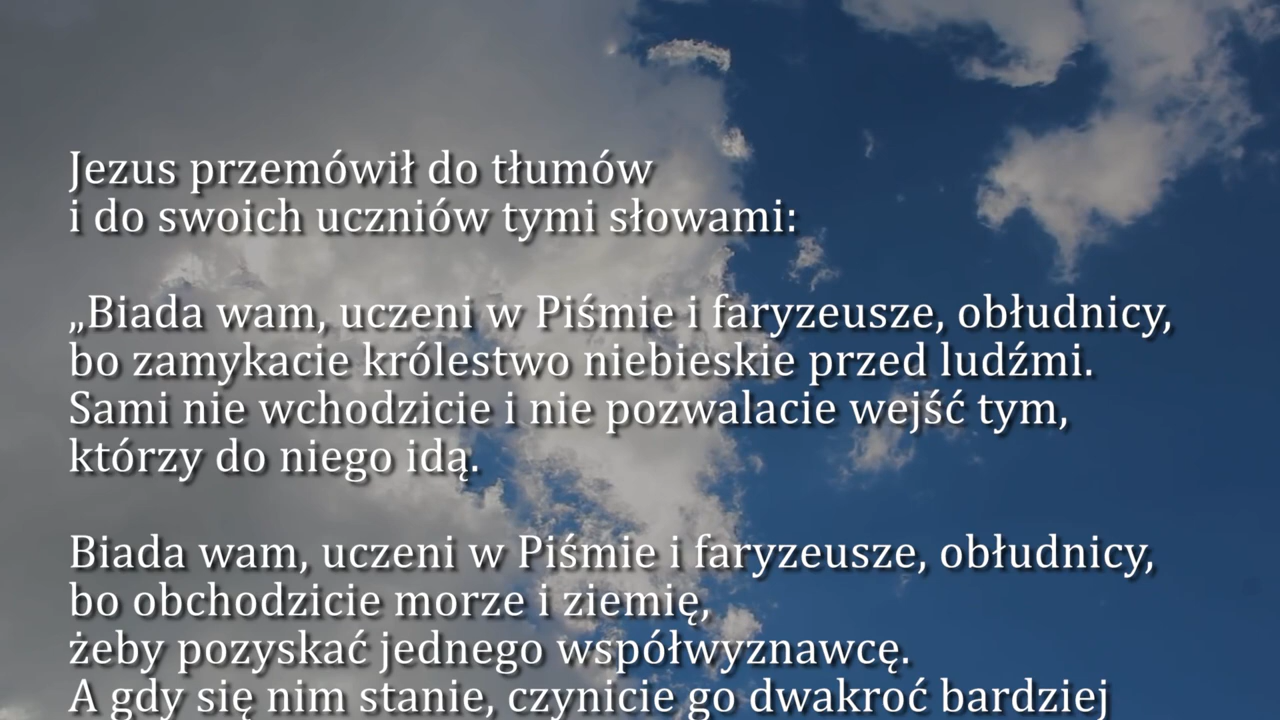 Jezus przemówił do tłumów
i do swoich uczniów tymi słowami:
„Biada wam, uczeni w Piśmie i faryzeusze, obłudnicy,
bo zamykacie królestwo niebieskie przed ludźmi.
Sami nie wchodzicie i nie pozwalacie wejść tym,
którzy do niego idą.
Biada wam, uczeni w Piśmie i faryzeusze, obłudnicy,
bo obchodzicie morze i ziemię,
żeby pozyskać jednego współwyznawcę.
A gdy się nim stanie, czynicie go dwakroć bardziej